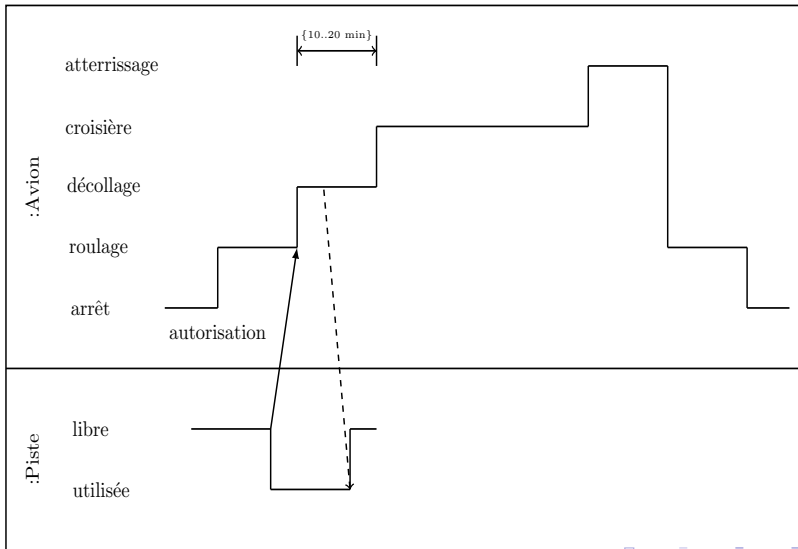 {10..20 min}
atterrissage
croisière
:Avion
décollage
roulage
arrêt
autorisation
libre
:Piste
utilisée